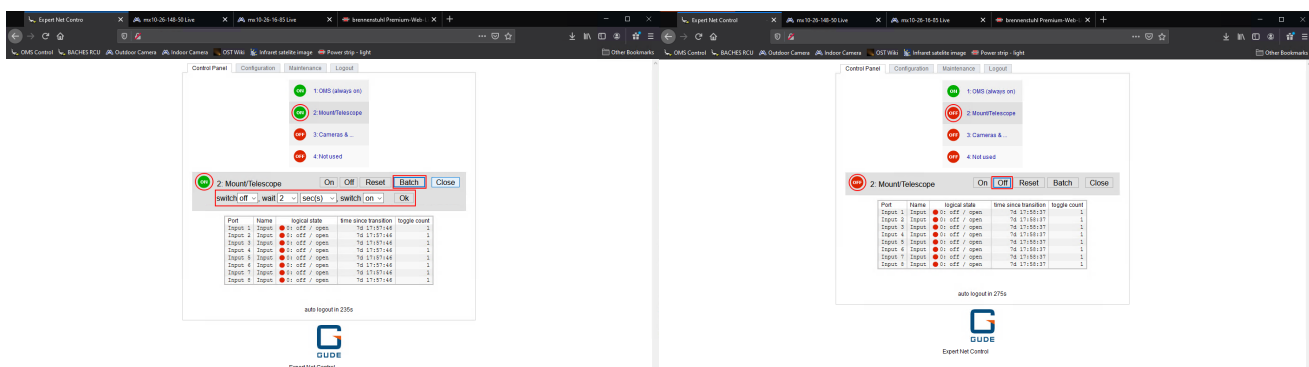 Expert Net Contro
mx10-26-148-50 Live
mx10-26-16-85 Live
brennenstuhl Premium-Web-
OMS Control
BACHES RCU
Outdoor Camera
Indoor Camera
OST Wiki
Infraret satelite image
Power strip - light
Other Bookmarks
Control Panel
Configuration
Maintenance
Logout
ON 1: OMS (always on)
ON 2:Mount/Telescope
OFF 3: Cameras & ...
OFF 4: Not used
ON 2: Mount/Telescope On Off Reset Batch Close
switch off , wait 2 sec(s) , switch on Ok
Port Name logical state time since transition toggle count
Input 1 Input 0: off / open 7d 17:57:46 1
Input 2 Input 0: off / open 7d 17:57:46 1
Input 3 Input 0: off / open 7d 17:57:46 1
Input 4 Input 0: off / open 7d 17:57:46 1
Input 5 Input 0: off / open 7d 17:57:46 1
Input 6 Input 0: off / open 7d 17:57:46 1
Input 7 Input 0: off / open 7d 17:57:46 1
Input 8 Input 0: off / open 7d 17:57:46 1
auto logout in 235s
GUDE
Expert Net Control
Expert Net Control
mx10-26-148-50 Live
mx10-26-16-85 Live
brennenstuhl Premium-Web-
OMS Control
BACHES RCU
Outdoor Camera
Indoor Camera
OST Wiki
Infraret satelite image
Power strip - light
Other Bookmarks
Control Panel
Configuration
Maintenance
Logout
ON 1: OMS (always on)
OFF 2:Mount/Telescope
OFF 3: Cameras & ...
OFF 4: Not used
OFF 2: Mount/Telescope On Off Reset Batch Close
Port Name logical state time since transition toggle count
Input 1 Input 0: off / open 7d 17:58:37 1
Input 2 Input 0: off / open 7d 17:58:37 1
Input 3 Input 0: off / open 7d 17:58:37 1
Input 4 Input 0: off / open 7d 17:58:37 1
Input 5 Input 0: off / open 7d 17:58:37 1
Input 6 Input 0: off / open 7d 17:58:37 1
Input 7 Input 0: off / open 7d 17:58:37 1
Input 8 Input 0: off / open 7d 17:58:37 1
auto logout in 275s
GUDE
Expert Net Control